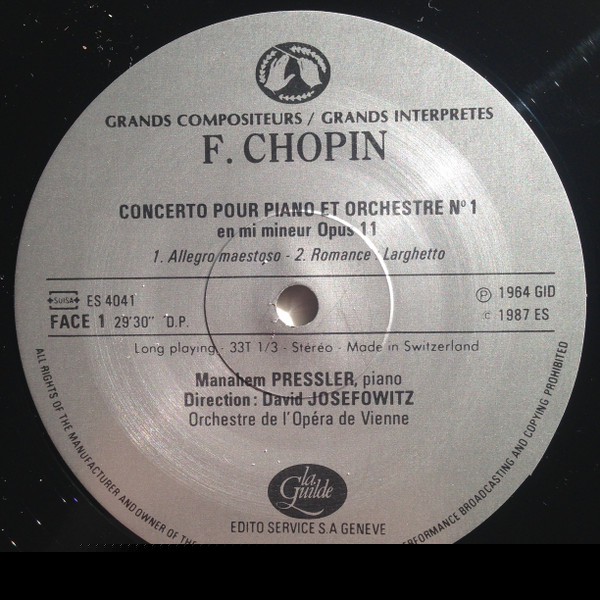 GRANDS COMPOSITEURS / GRANDS INTERPRETES
F. CHOPIN
CONCERTO POUR PIANO ET ORCHESTRE Nº 1
en mi mineur Opus 11
1. Allegro maestoso - 2. Romance . Larghetto
SUISA ES 4041
FACE 1 29'30" D.P.
℗ 1964 GID
c 1987 ES
Long playing - 33T 1/3 - Stéréo - Made in Switzerland
Manahem PRESSLER, piano
Direction : David JOSEFOWITZ
Orchestre de l'Opéra de Vienne
la Guilde
EDITO SERVICE S.A GENEVE
ALL RIGHTS OF THE MANUFACTURER AND OWNER OF THE
PERFORMANCE BROADCASTING AND COPYING PROHIBITED